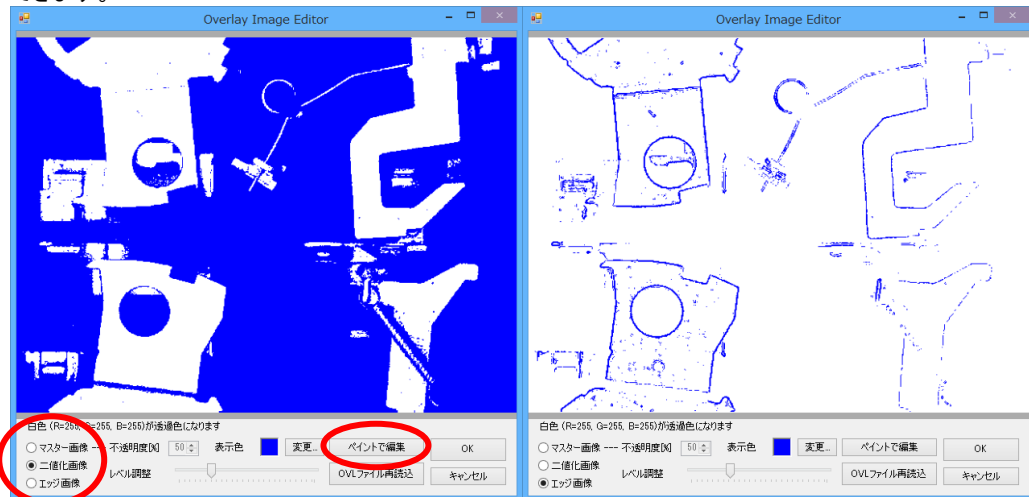 できます。
Overlay Image Editor
白色 (R=255, G=255, B=255)が透過色になります
マスター画像 --- 不透明度[%] 50 表示色 変更... ペイントで編集 OK
二値化画像
レベル調整 OVLファイル再読込 キャンセル
エッジ画像
Overlay Image Editor
白色 (R=255, G=255, B=255)が透過色になります
マスター画像 --- 不透明度[%] 50 表示色 変更... ペイントで編集 OK
二値化画像
レベル調整 OVLファイル再読込 キャンセル
エッジ画像